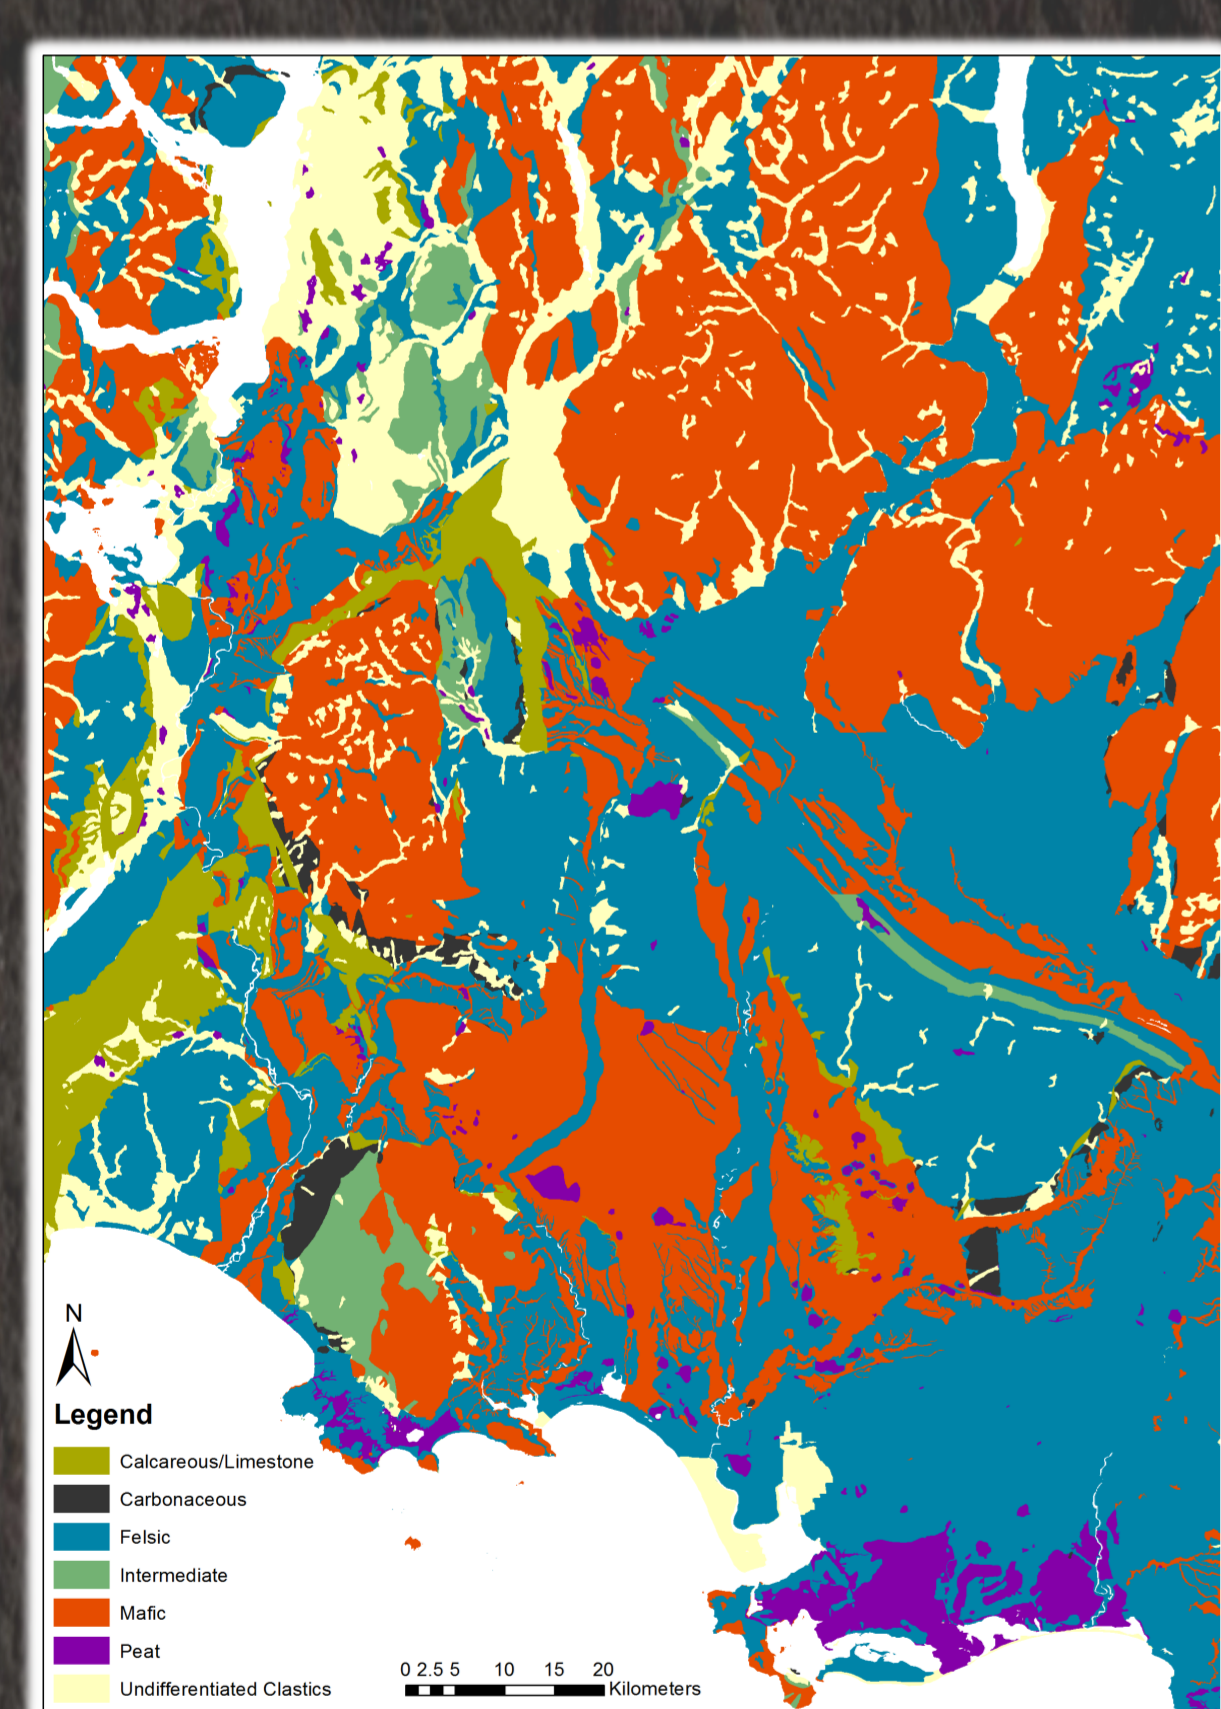 N
Legend
Calcareous/Limestone
Carbonaceous
Felsic
Intermediate
Mafic
Peat
Undifferentiated Clastics
0 2.5 5 10 15 20
Kilometers